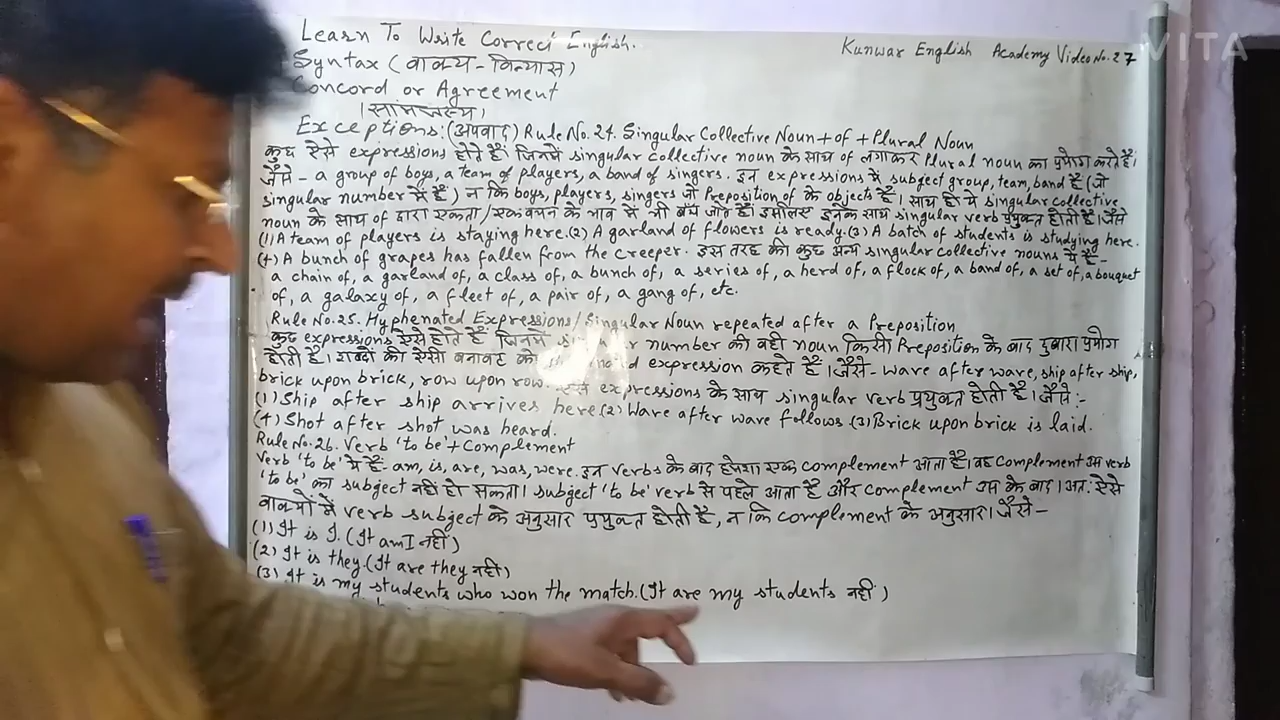 Learn To Write Correct English.
Kunwar English Academy Video No. 27
VITA
Syntax (वाक्य-विन्यास)
Concord or Agreement
(सामंजस्य)
Exceptions: (अपवाद) Rule No. 24. Singular Collective Noun + of + Plural Noun
कुछ ऐसे expressions होते हैं जिनमें singular collective noun के साथ of लगाकर Plural noun का प्रयोग करते हैं।
जैसे - a group of boys, a team of players, a band of singers. इन expressions में subject group, team, band हैं (जो
singular number में हैं) न कि boys, players, singers जो Preposition of के objects हैं। साथ ही ये singular collective
noun के साथ of द्वारा एकता/एकवचन के भाव में भी बंध जाते हैं। इसलिए इनके साथ singular verb प्रयुक्त होती है। जैसे
(1) A team of players is staying here. (2) A garland of flowers is ready. (3) A batch of students is studying here.
(4) A bunch of grapes has fallen from the creeper. इस तरह की कुछ अन्य singular collective nouns ये हैं-
a chain of, a garland of, a class of, a bunch of, a series of, a herd of, a flock of, a band of, a set of, a bouquet
of, a galaxy of, a fleet of, a pair of, a gang of, etc.
Rule No. 25. Hyphenated Expressions/Singular Noun repeated after a Preposition
कुछ expressions ऐसे होते हैं जिनमें number की वही noun किसी Preposition के बाद दुबारा प्रयोग
होती है। शब्दों की ऐसी बनावट को expression कहते हैं। जैसे - wave after wave, ship after ship,
brick upon brick, row upon row. ऐसे expressions के साथ singular verb प्रयुक्त होती है। जैसे :-
(1) Ship after ship arrives here. (2) Wave after wave follows. (3) Brick upon brick is laid.
(4) Shot after shot was heard.
Rule No. 26. Verb 'to be' + Complement
Verb 'to be' में हैं- am, is, are, was, were. इन verbs के बाद हमेशा एक complement आता है। वह complement उस verb
'to be' का subject नहीं हो सकता। subject 'to be' verb से पहले आता है और complement उस के बाद। अतः ऐसे
वाक्यों में verb subject के अनुसार प्रयुक्त होती है, न कि complement के अनुसार। जैसे -
(1) It is I. (It am I नहीं)
(2) It is they. (It are they नहीं)
(3) It is my students who won the match. (It are my students नहीं)